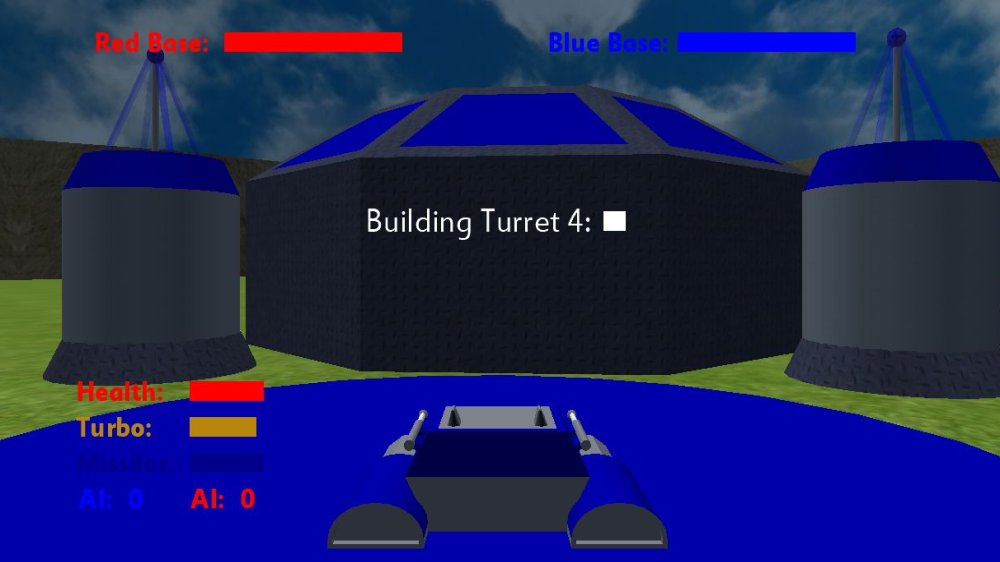 Red Base: Blue Base:
Building Turret 4:
Health:
Turbo:
Missiles:
AI: 0 AI: 0